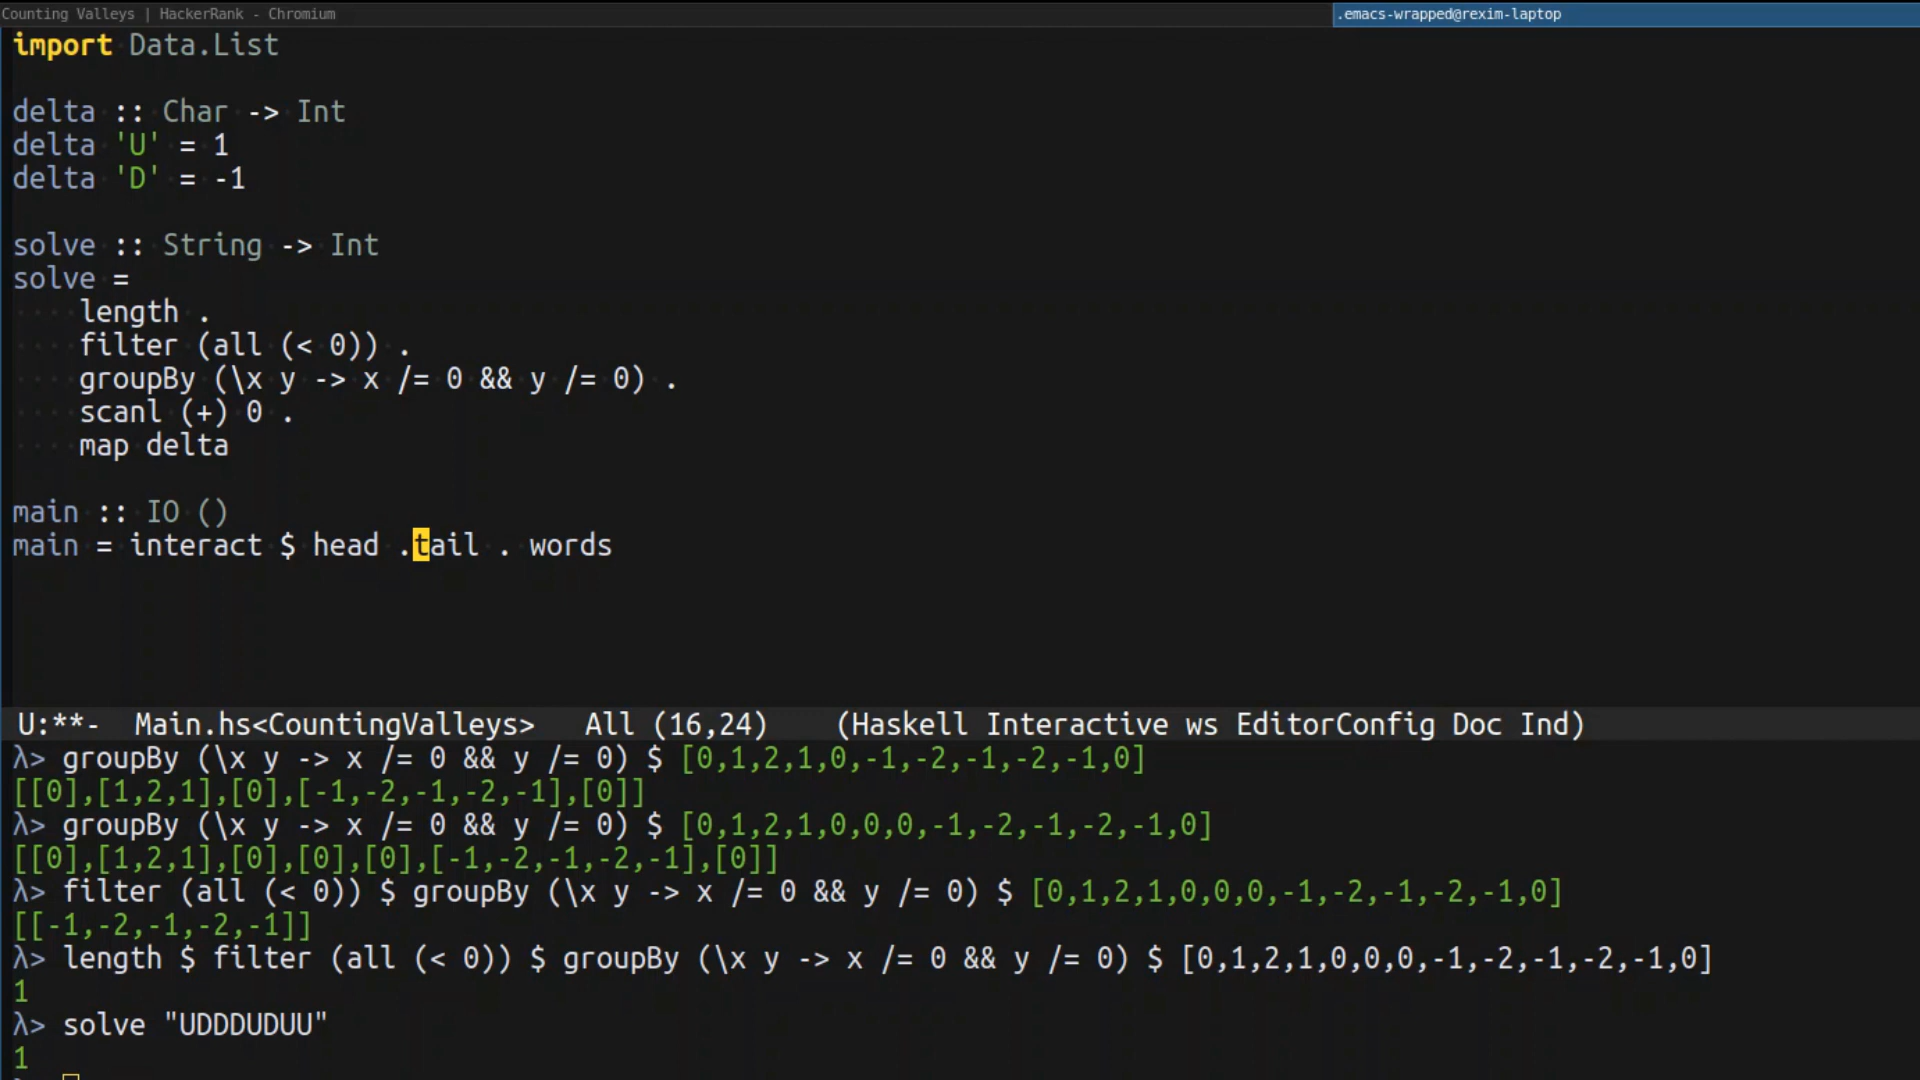 Counting Valleys | HackerRank - Chromium
.emacs-wrapped@rexim-laptop
import Data.List
delta :: Char -> Int
delta 'U' = 1
delta 'D' = -1
solve :: String -> Int
solve =
length .
filter (all (< 0)) .
groupBy (\x y -> x /= 0 && y /= 0) .
scanl (+) 0 .
map delta
main :: IO ()
main = interact $ head .tail . words
U:**- Main.hs<CountingValleys> All (16,24) (Haskell Interactive ws EditorConfig Doc Ind)
λ> groupBy (\x y -> x /= 0 && y /= 0) $ [0,1,2,1,0,-1,-2,-1,-2,-1,0]
[[0],[1,2,1],[0],[-1,-2,-1,-2,-1],[0]]
λ> groupBy (\x y -> x /= 0 && y /= 0) $ [0,1,2,1,0,0,0,-1,-2,-1,-2,-1,0]
[[0],[1,2,1],[0],[0],[0],[-1,-2,-1,-2,-1],[0]]
λ> filter (all (< 0)) $ groupBy (\x y -> x /= 0 && y /= 0) $ [0,1,2,1,0,0,0,-1,-2,-1,-2,-1,0]
[[-1,-2,-1,-2,-1]]
λ> length $ filter (all (< 0)) $ groupBy (\x y -> x /= 0 && y /= 0) $ [0,1,2,1,0,0,0,-1,-2,-1,-2,-1,0]
1
λ> solve "UDDDUDUU"
1